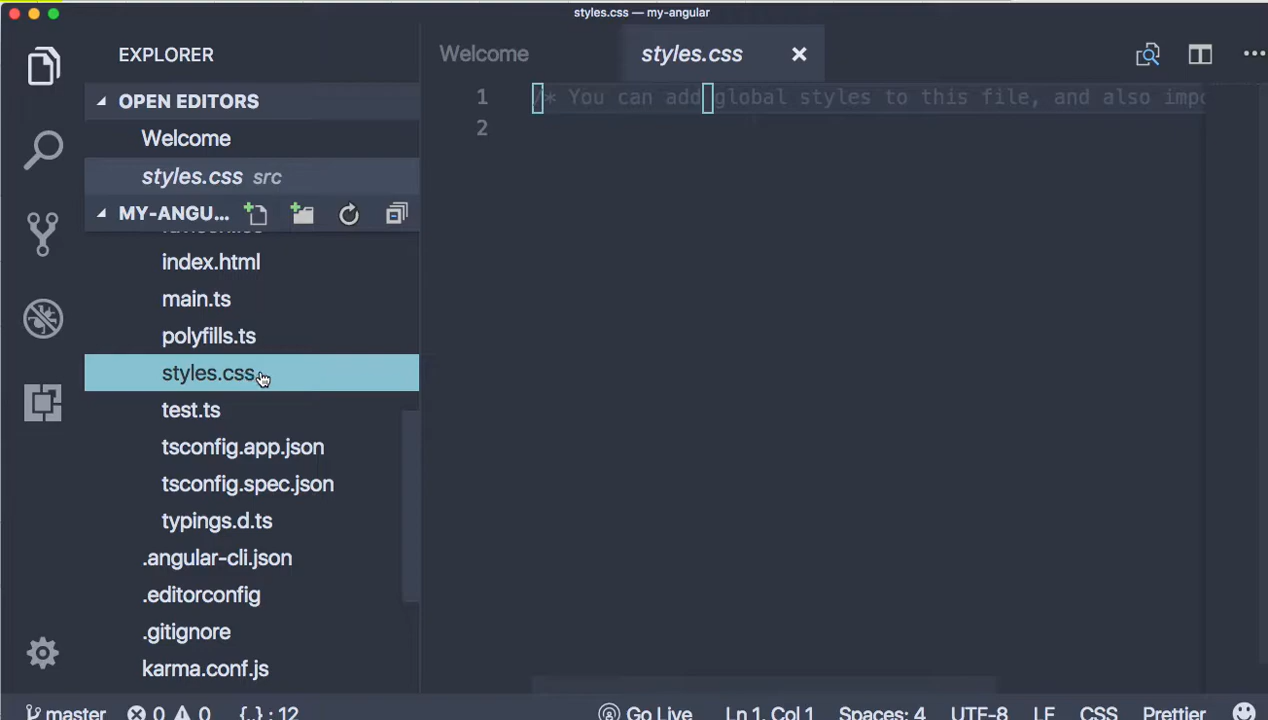 styles.css — my-angular
EXPLORER
OPEN EDITORS
Welcome
styles.css src
MY-ANGU...
index.html
main.ts
polyfills.ts
styles.css
test.ts
tsconfig.app.json
tsconfig.spec.json
typings.d.ts
.angular-cli.json
.editorconfig
.gitignore
karma.conf.js
Welcome styles.css
1 /* You can add global styles to this file, and also impo
2
master 0 0 {..} : 12 Go Live Ln 1, Col 1 Spaces: 4 UTF-8 LF CSS Prettier